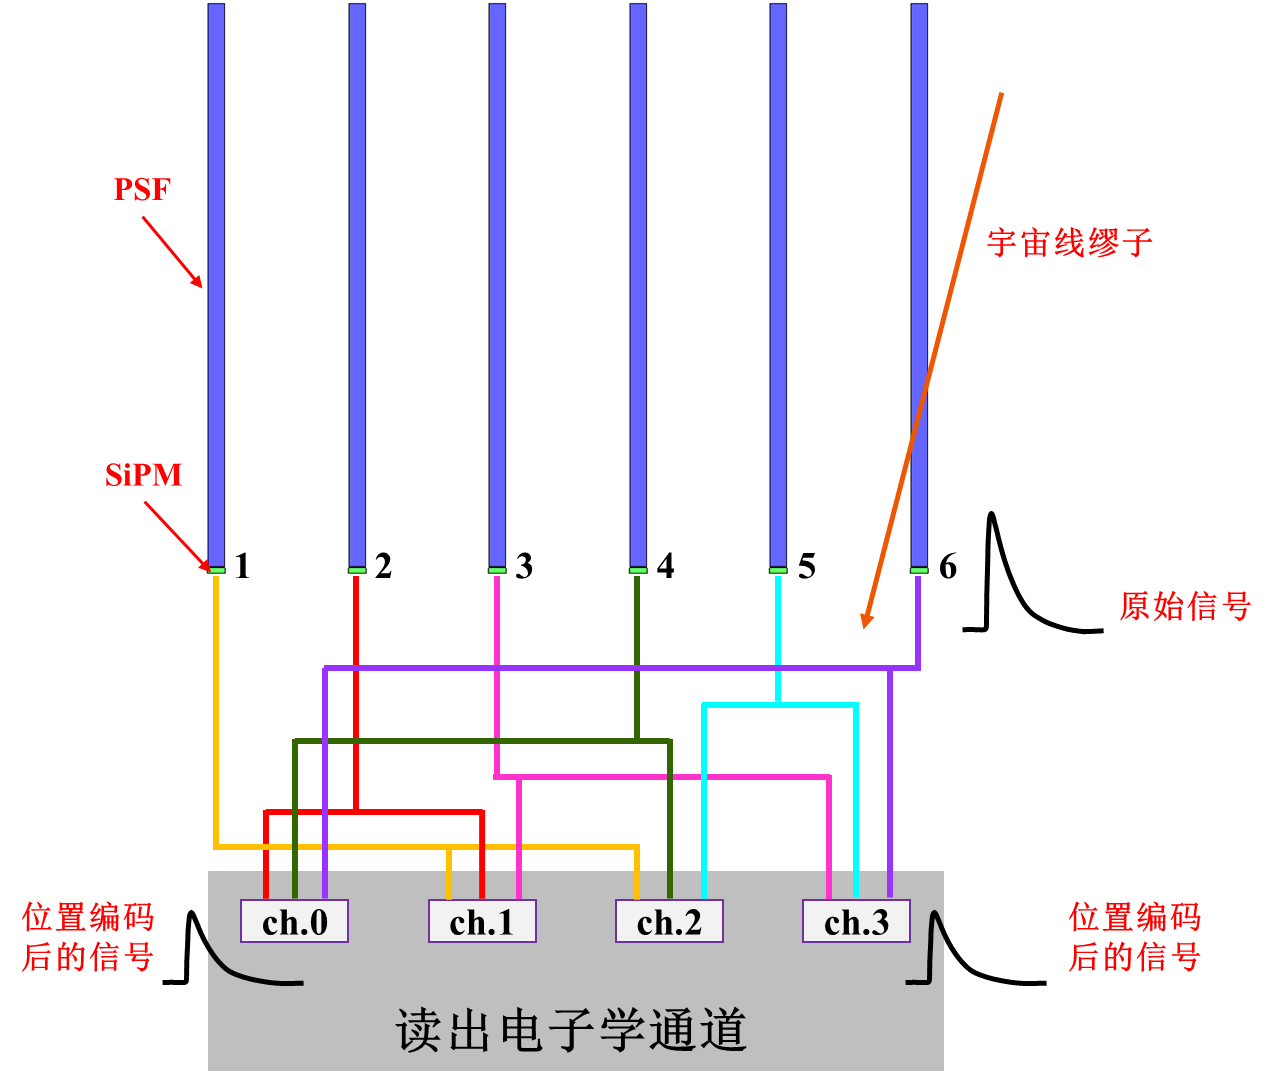 PSF
宇宙线缪子
SiPM
1
2
3
4
5
6
原始信号
位置编码
后的信号
ch.0
ch.1
ch.2
ch.3
位置编码
后的信号
读出电子学通道